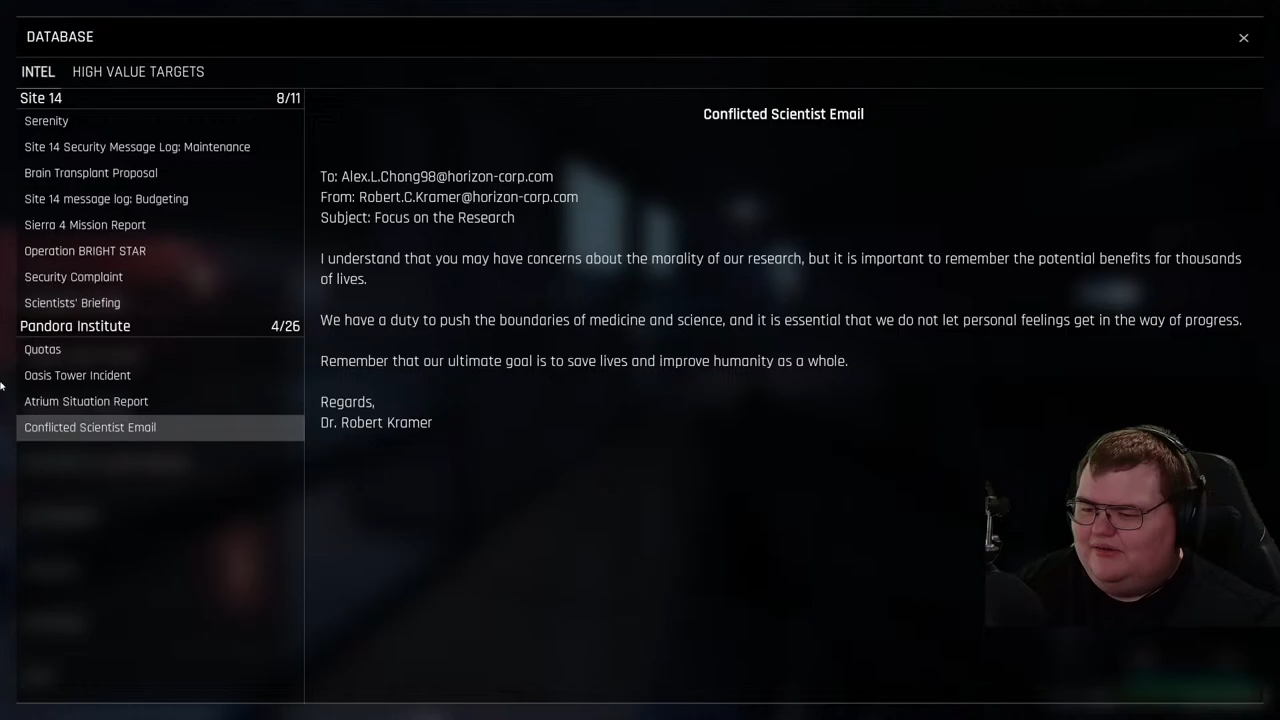 DATABASE
INTEL HIGH VALUE TARGETS
Site 14 8/11
Serenity
Site 14 Security Message Log: Maintenance
Brain Transplant Proposal
Site 14 message log: Budgeting
Sierra 4 Mission Report
Operation BRIGHT STAR
Security Complaint
Scientists' Briefing
Pandora Institute 4/26
Quotas
Oasis Tower Incident
Atrium Situation Report
Conflicted Scientist Email
Conflicted Scientist Email
To: Alex.L.Chong98@horizon-corp.com
From: Robert.C.Kramer@horizon-corp.com
Subject: Focus on the Research
I understand that you may have concerns about the morality of our research, but it is important to remember the potential benefits for thousands
of lives.
We have a duty to push the boundaries of medicine and science, and it is essential that we do not let personal feelings get in the way of progress.
Remember that our ultimate goal is to save lives and improve humanity as a whole.
Regards,
Dr. Robert Kramer